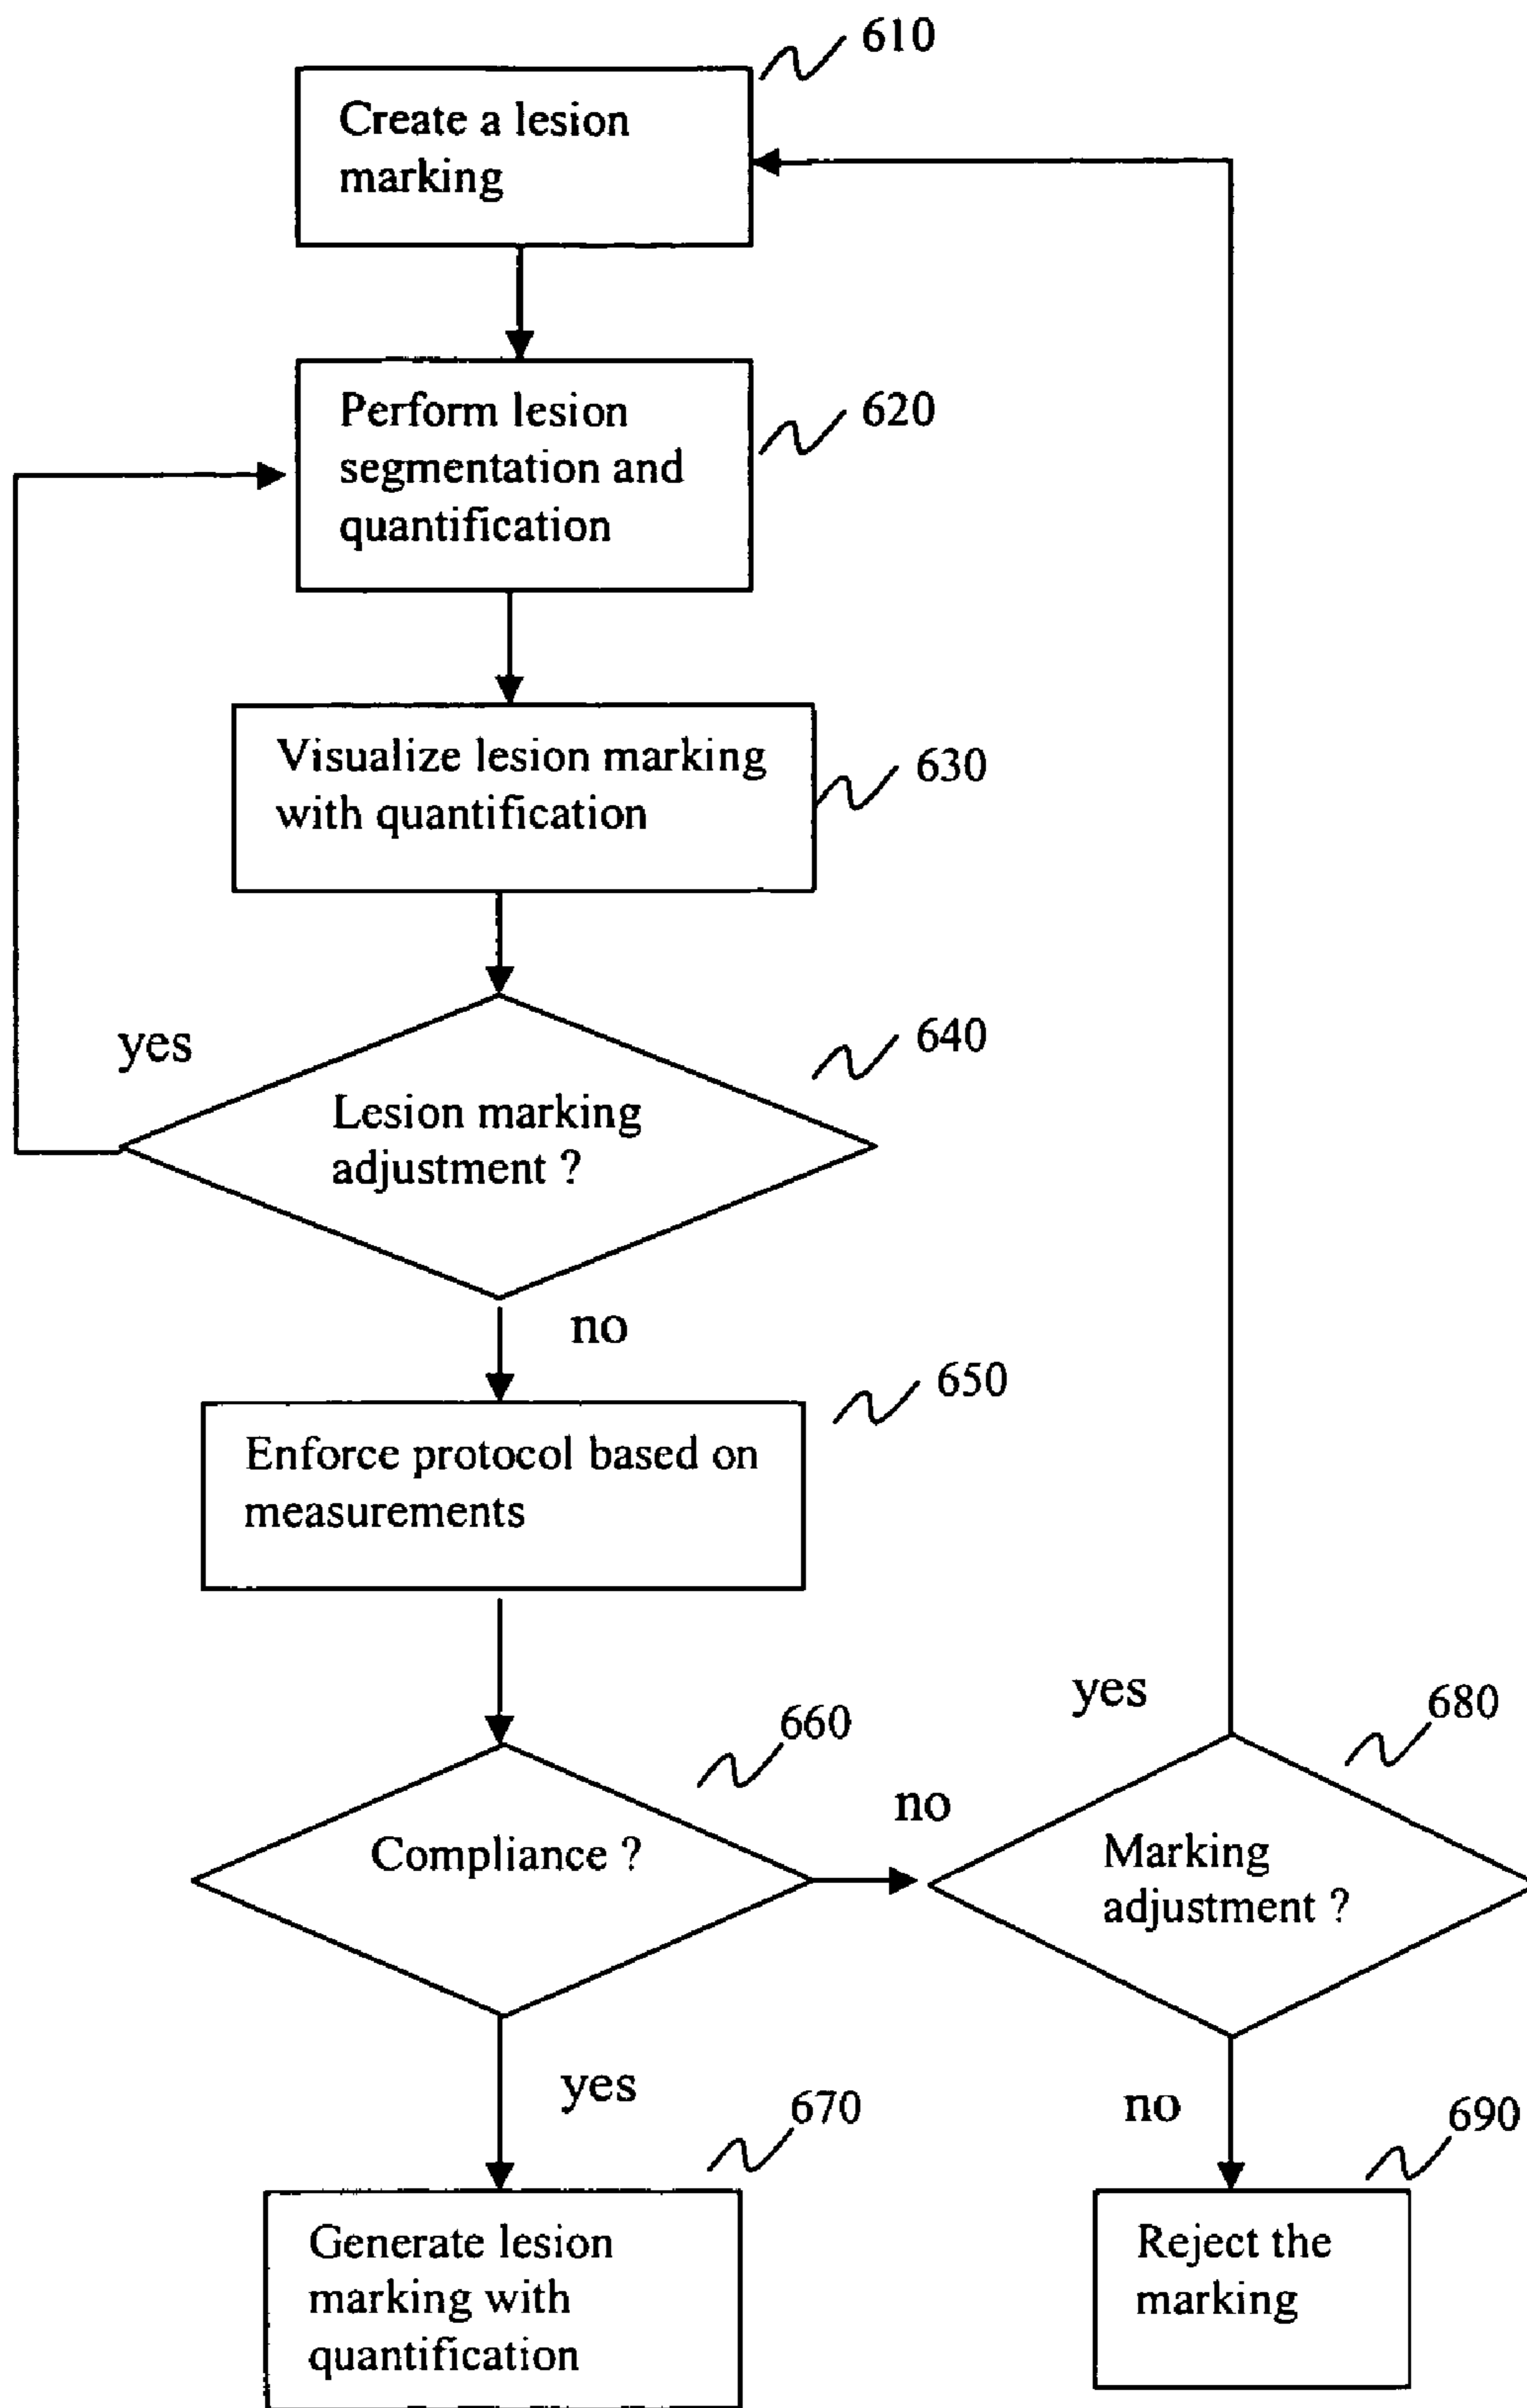 610
Create a lesion
marking
620
Perform lesion
segmentation and
quantification
630
Visualize lesion marking
with quantification
640
yes
Lesion marking
adjustment ?
no
650
Enforce protocol based on
measurements
660
Compliance ?
no
yes
680
Marking
adjustment ?
yes
670
Generate lesion
marking with
quantification
no
690
Reject the
marking